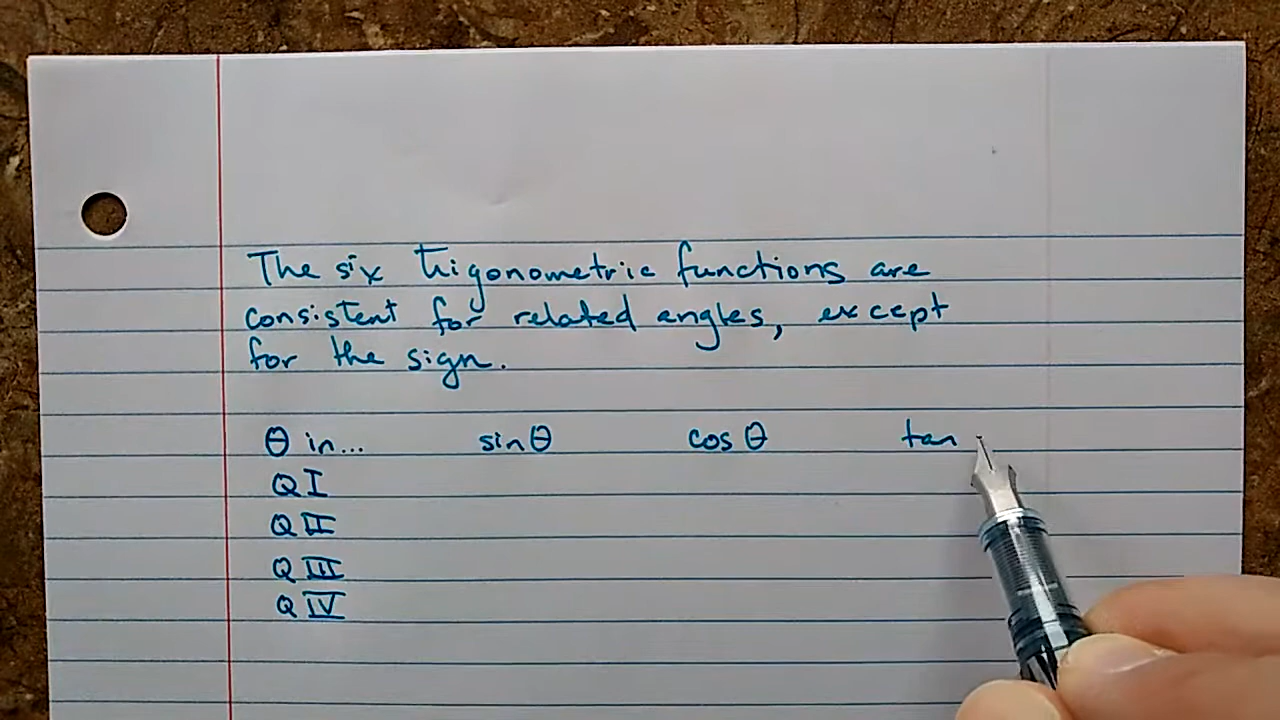 The six trigonometric functions are
consistent for related angles, except
for the sign.
θ in... sin θ cos θ tan
Q I
Q II
Q III
Q IV